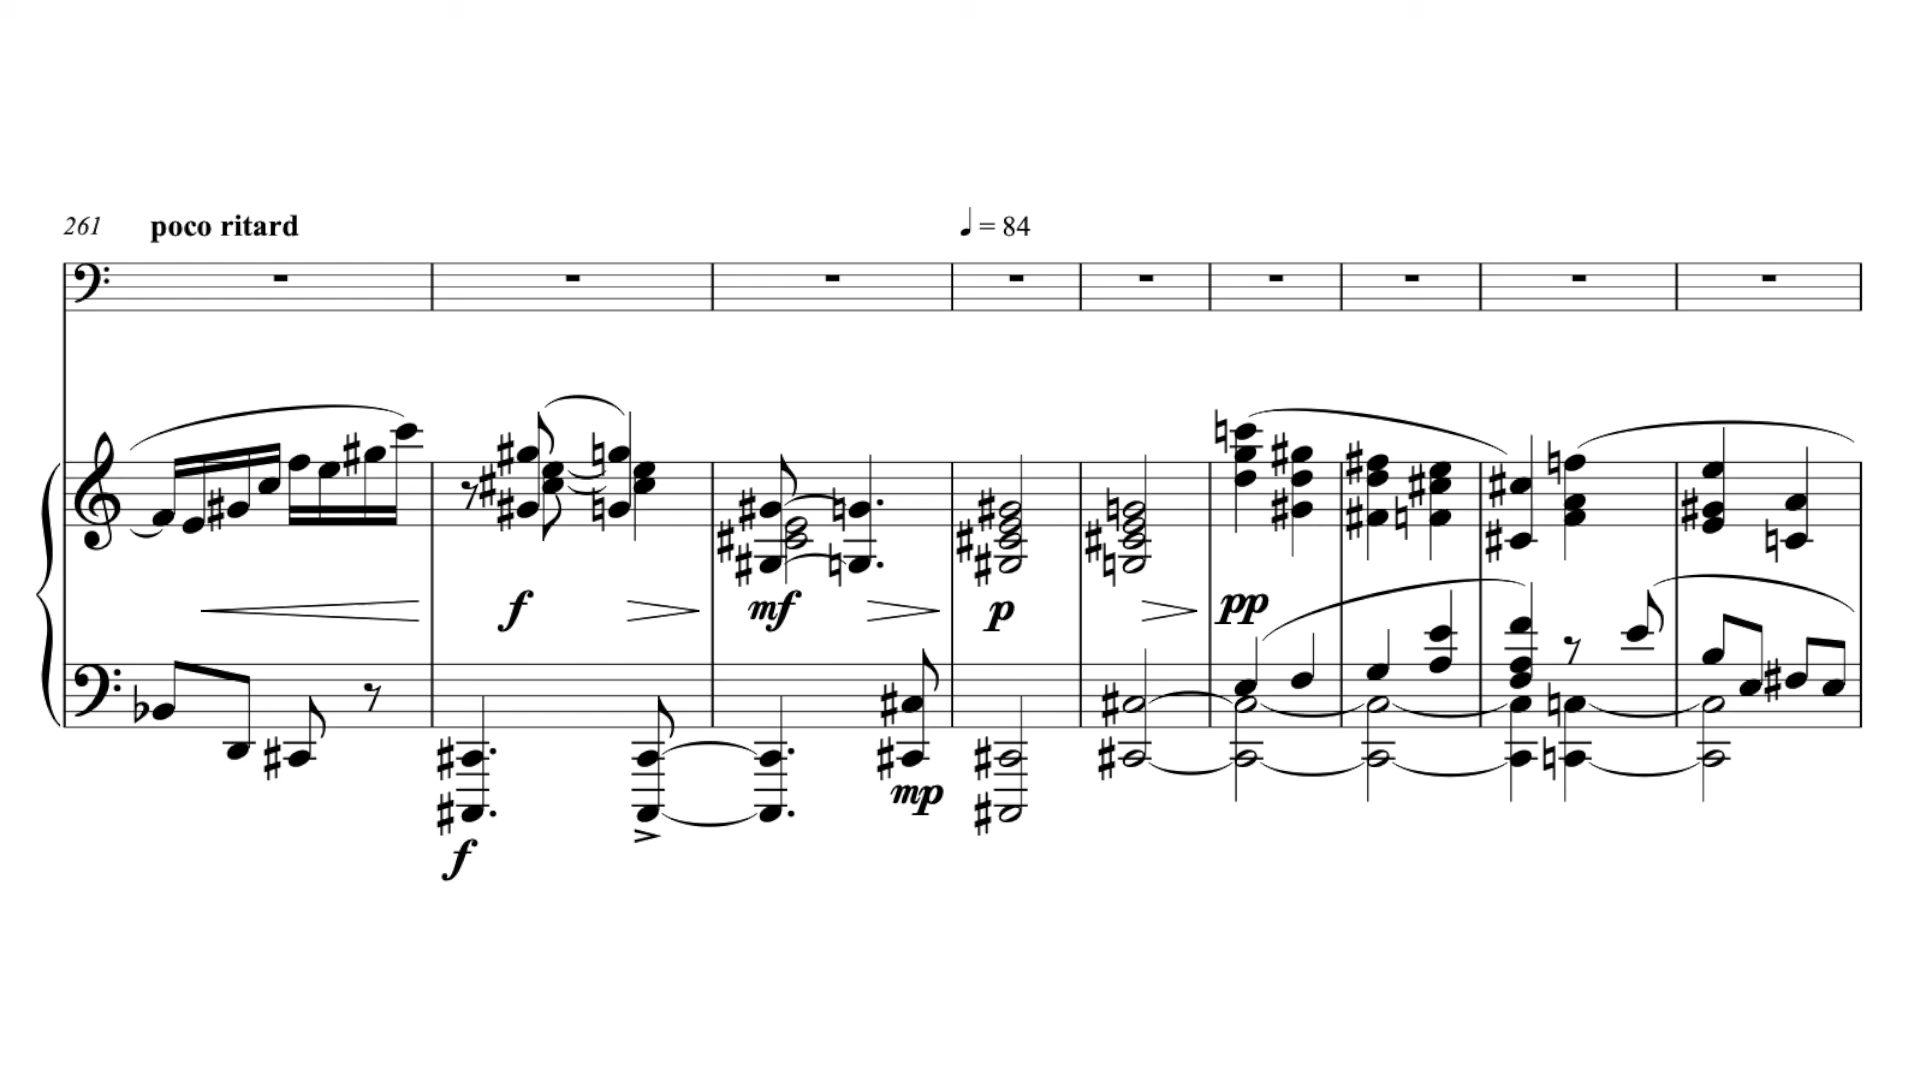 261 poco ritard ♩ = 84
f mf p pp
mp
f